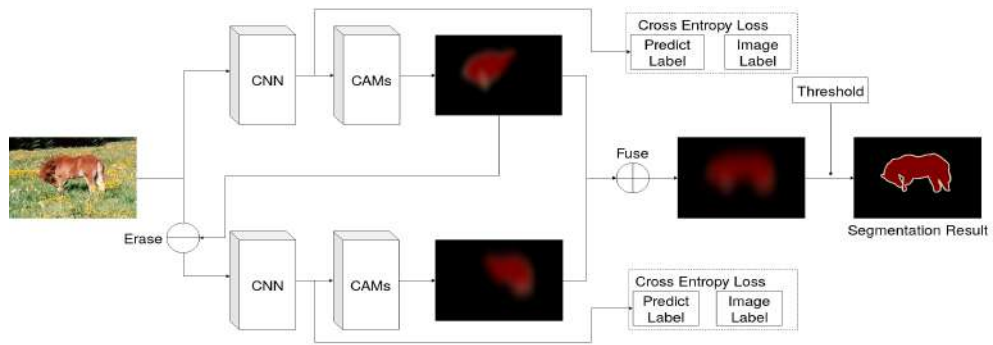 Cross Entropy Loss
Predict
Label
Image
Label
CNN
CAMs
Threshold
Fuse
Erase
Segmentation Result
CNN
CAMs
Cross Entropy Loss
Predict
Label
Image
Label